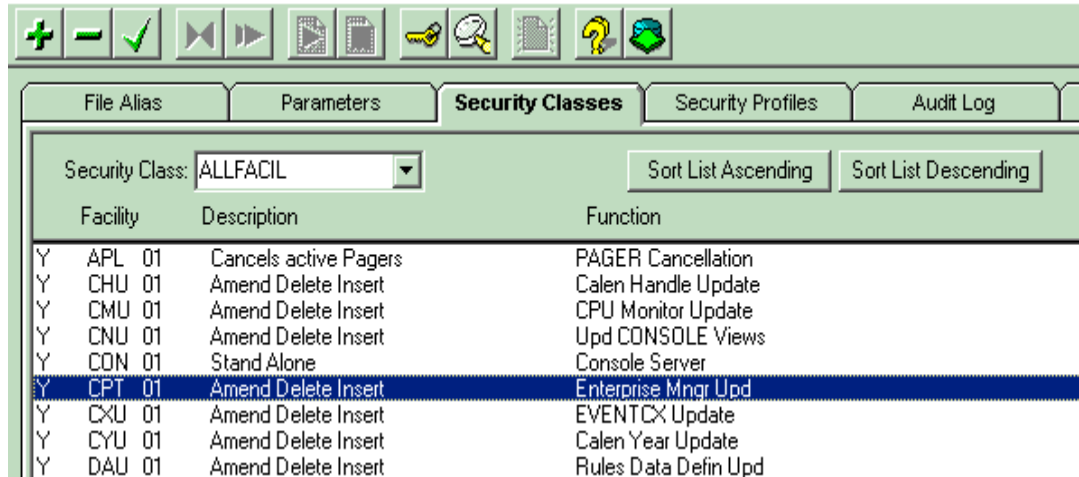 File Alias Parameters Security Classes Security Profiles Audit Log
Security Class: ALLFACIL Sort List Ascending Sort List Descending
Facility Description Function
Y APL 01 Cancels active Pagers PAGER Cancellation
Y CHU 01 Amend Delete Insert Calen Handle Update
Y CMU 01 Amend Delete Insert CPU Monitor Update
Y CNU 01 Amend Delete Insert Upd CONSOLE Views
Y CON 01 Stand Alone Console Server
Y CPT 01 Amend Delete Insert Enterprise Mngr Upd
Y CXU 01 Amend Delete Insert EVENTCX Update
Y CYU 01 Amend Delete Insert Calen Year Update
Y DAU 01 Amend Delete Insert Rules Data Defin Upd